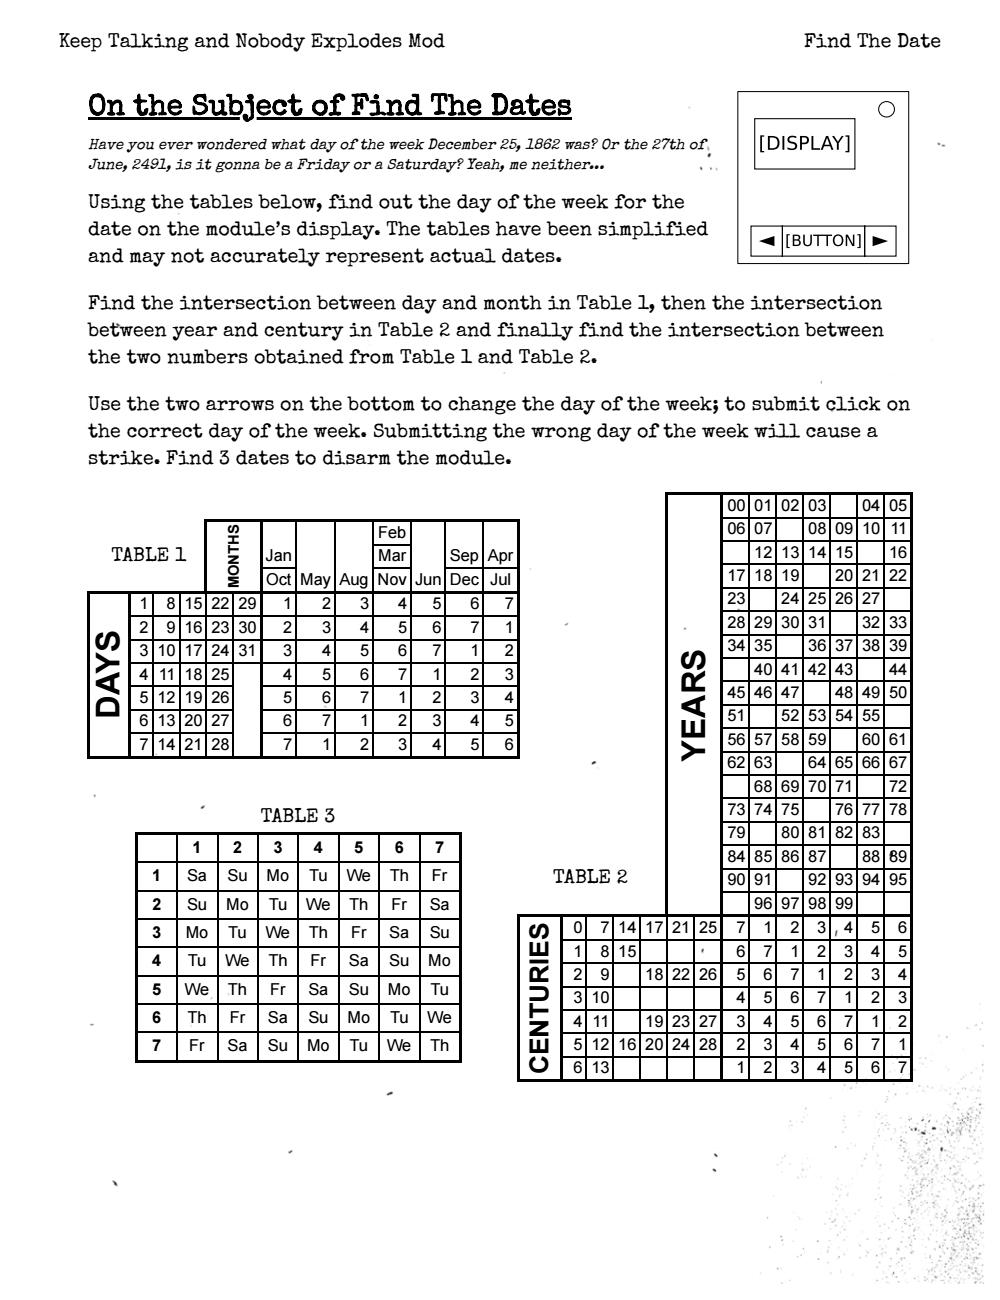 Keep Talking and Nobody Explodes Mod
Find The Date
On the Subject of Find The Dates
Have you ever wondered what day of the week December 25, 1862 was? Or the 27th of
June, 2491, is it gonna be a Friday or a Saturday? Yeah, me neither...
[DISPLAY]
◄ [BUTTON] ►
Using the tables below, find out the day of the week for the
date on the module's display. The tables have been simplified
and may not accurately represent actual dates.
Find the intersection between day and month in Table 1, then the intersection
between year and century in Table 2 and finally find the intersection between
the two numbers obtained from Table 1 and Table 2.
Use the two arrows on the bottom to change the day of the week; to submit click on
the correct day of the week. Submitting the wrong day of the week will cause a
strike. Find 3 dates to disarm the module.
TABLE 1
MONTHS
Feb
Jan Mar Sep Apr
Oct May Aug Nov Jun Dec Jul
DAYS
1 8 15 22 29 1 2 3 4 5 6 7
2 9 16 23 30 2 3 4 5 6 7 1
3 10 17 24 31 3 4 5 6 7 1 2
4 11 18 25 4 5 6 7 1 2 3
5 12 19 26 5 6 7 1 2 3 4
6 13 20 27 6 7 1 2 3 4 5
7 14 21 28 7 1 2 3 4 5 6
TABLE 3
1 2 3 4 5 6 7
1 Sa Su Mo Tu We Th Fr
2 Su Mo Tu We Th Fr Sa
3 Mo Tu We Th Fr Sa Su
4 Tu We Th Fr Sa Su Mo
5 We Th Fr Sa Su Mo Tu
6 Th Fr Sa Su Mo Tu We
7 Fr Sa Su Mo Tu We Th
TABLE 2
YEARS
00 01 02 03 04 05
06 07 08 09 10 11
12 13 14 15 16
17 18 19 20 21 22
23 24 25 26 27
28 29 30 31 32 33
34 35 36 37 38 39
40 41 42 43 44
45 46 47 48 49 50
51 52 53 54 55
56 57 58 59 60 61
62 63 64 65 66 67
68 69 70 71 72
73 74 75 76 77 78
79 80 81 82 83
84 85 86 87 88 89
90 91 92 93 94 95
96 97 98 99
CENTURIES
0 7 14 17 21 25 7 1 2 3 4 5 6
1 8 15 6 7 1 2 3 4 5
2 9 18 22 26 5 6 7 1 2 3 4
3 10 4 5 6 7 1 2 3
4 11 19 23 27 3 4 5 6 7 1 2
5 12 16 20 24 28 2 3 4 5 6 7 1
6 13 1 2 3 4 5 6 7